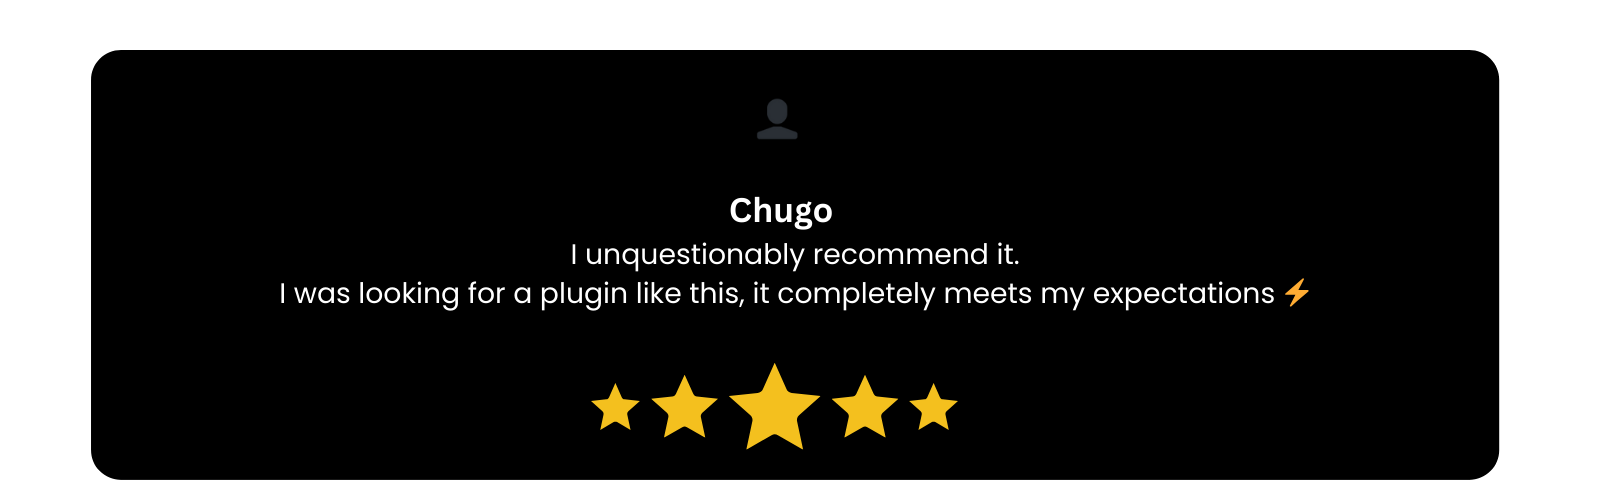 Chugo
I unquestionably recommend it.
I was looking for a plugin like this, it completely meets my expectations ⚡